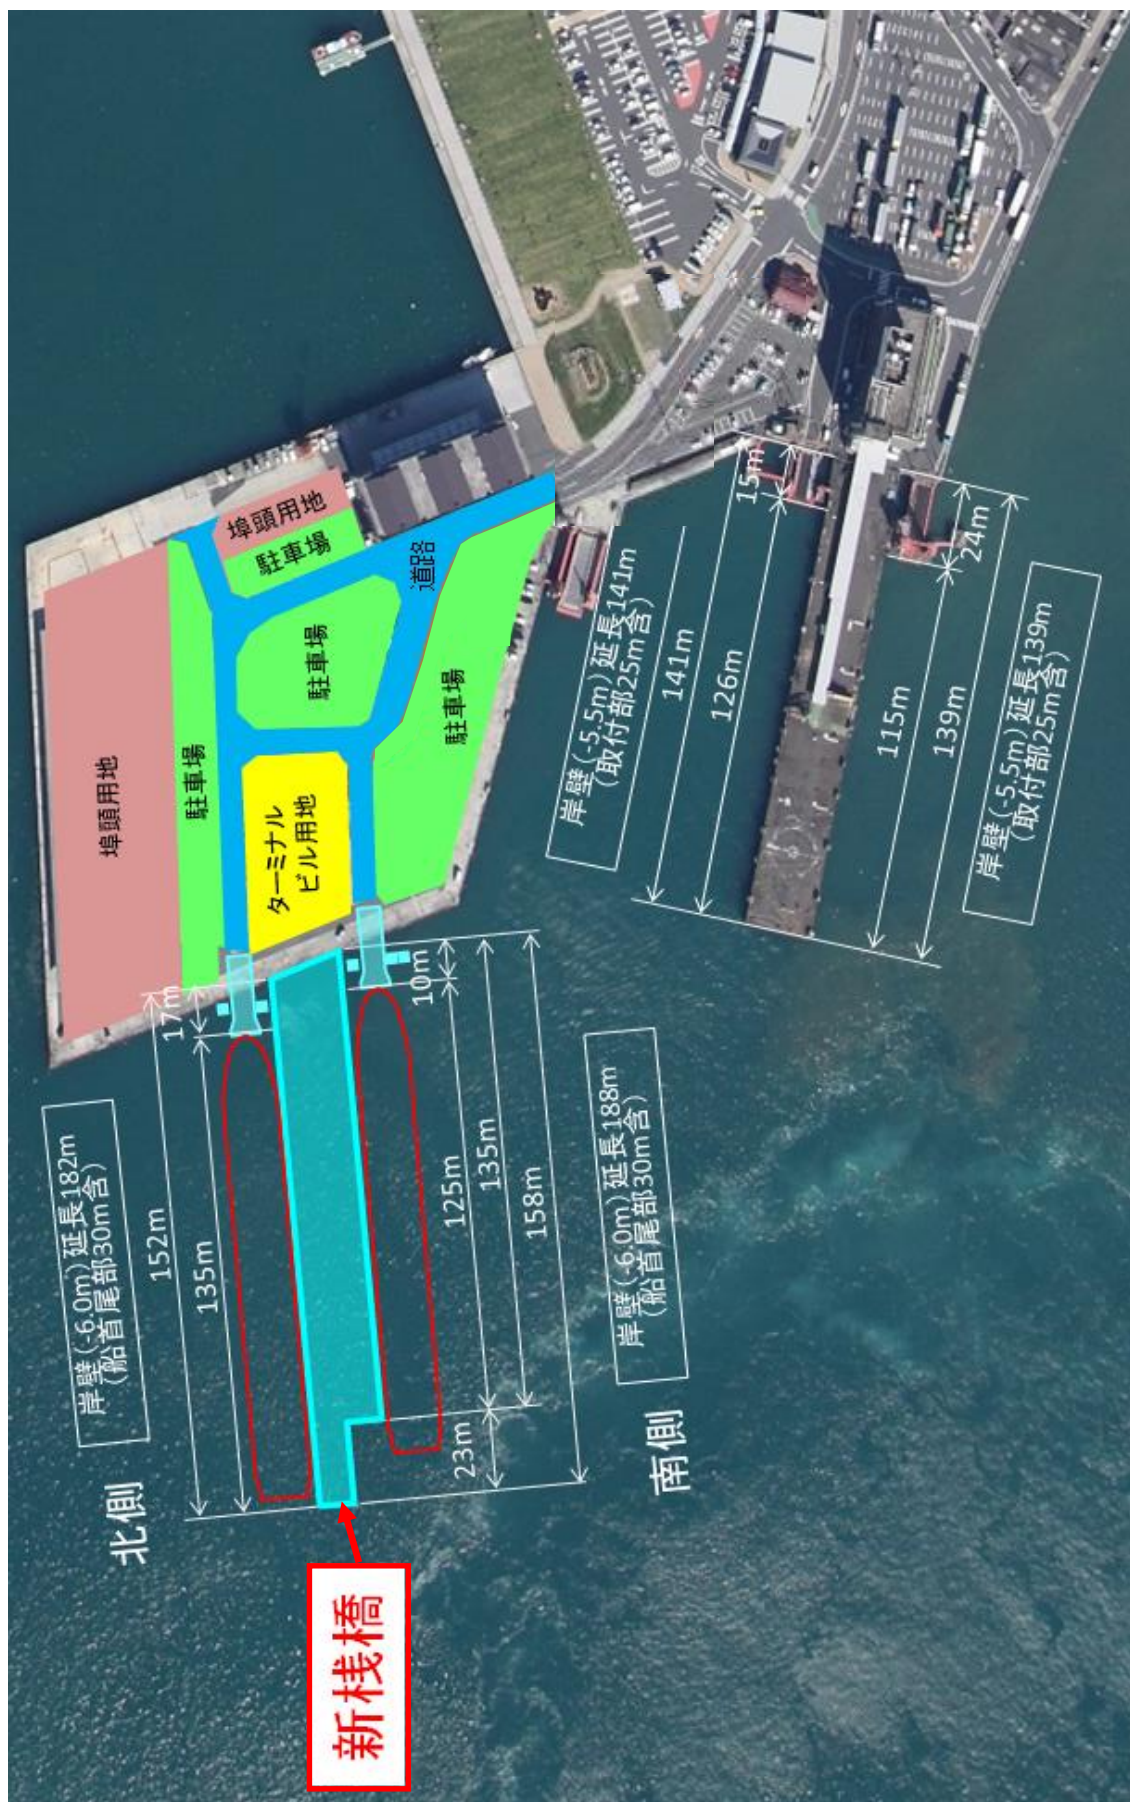 北側
岸壁(-6.0m)延長182m
(船首尾部30m含)
152m
135m
17m
埠頭用地
駐車場
埠頭用地
駐車場
駐車場
ターミナル
ビル用地
道路
駐車場
新桟橋
10m
125m
135m
158m
23m
岸壁(-6.0m)延長188m
(船首尾部30m含)
南側
岸壁(-5.5m)延長141m
(取付部25m含)
141m
126m
15m
115m
139m
24m
岸壁(-5.5m)延長139m
(取付部25m含)